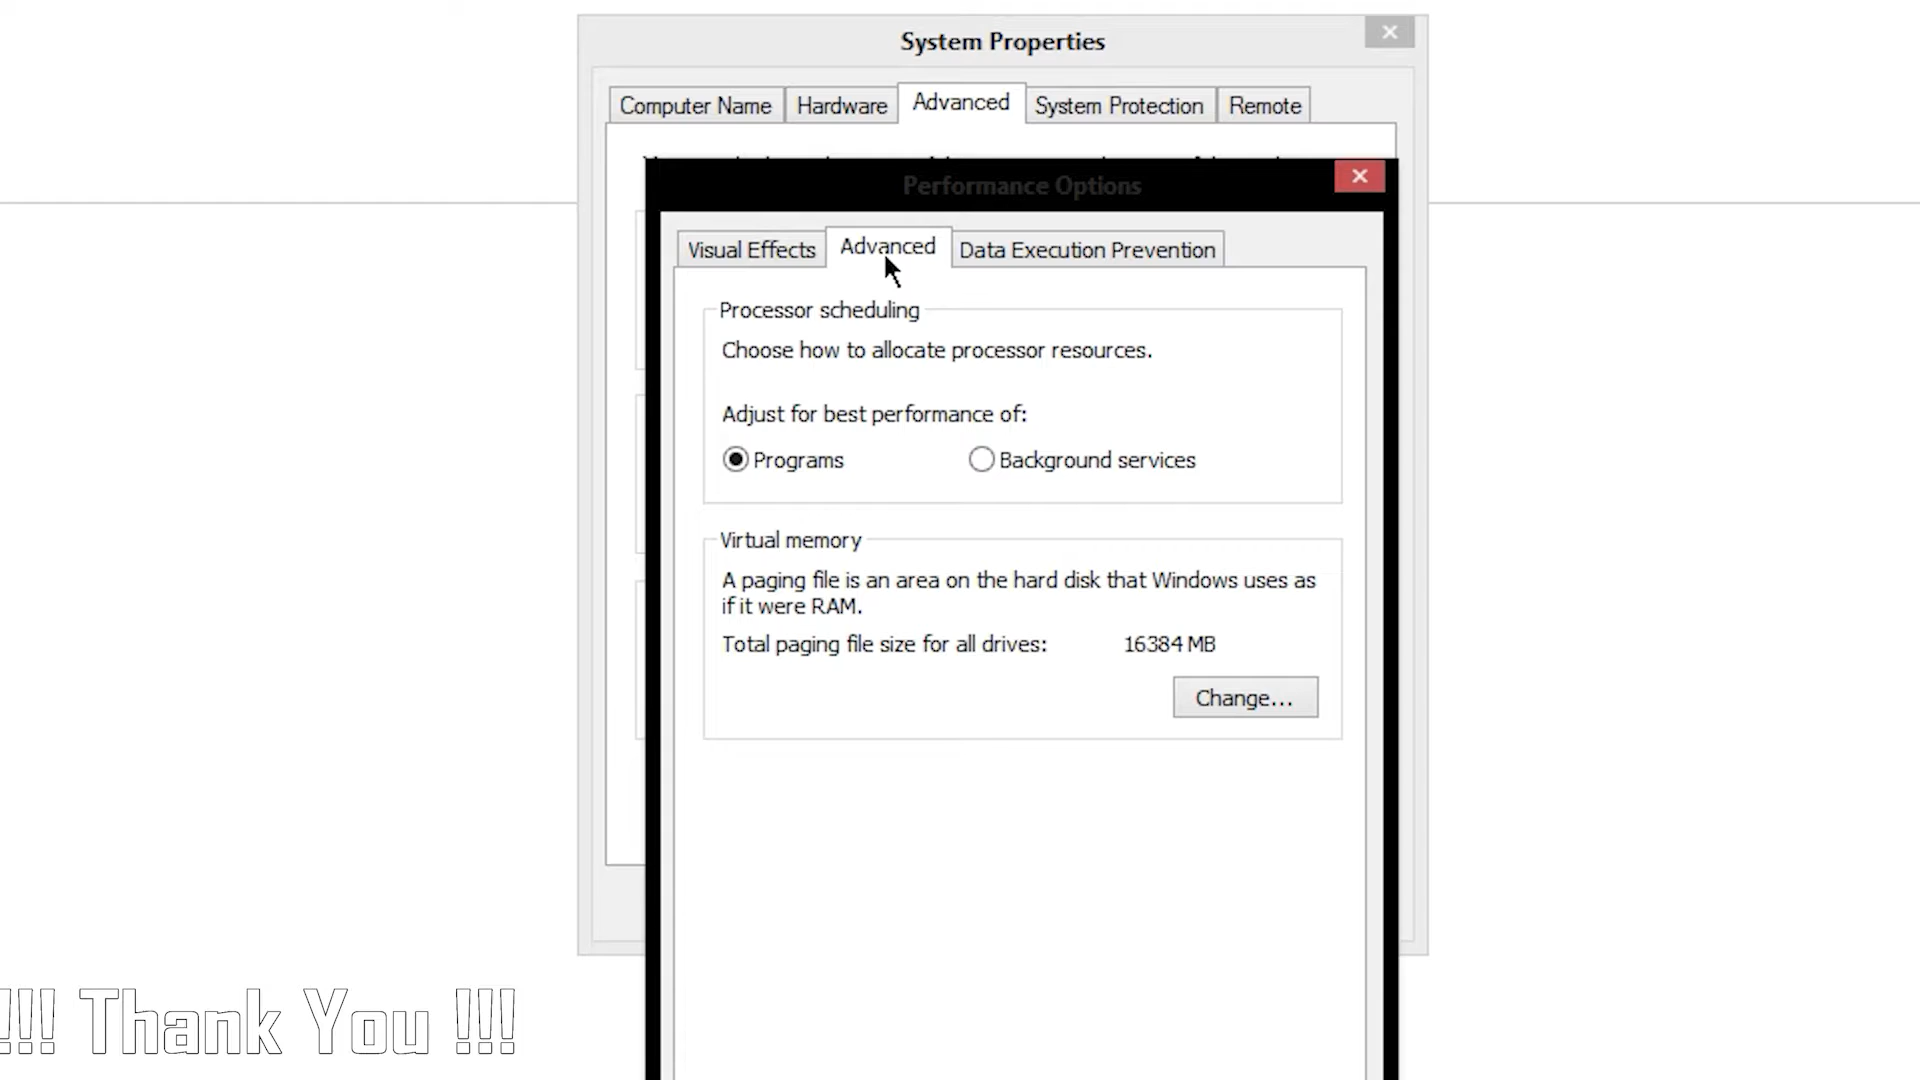 System Properties
Computer Name
Hardware
Advanced
System Protection
Remote
Performance Options
Visual Effects
Advanced
Data Execution Prevention
Processor scheduling
Choose how to allocate processor resources.
Adjust for best performance of:
Programs
Background services
Virtual memory
A paging file is an area on the hard disk that Windows uses as
if it were RAM.
Total paging file size for all drives:
16384 MB
Change...
!!! Thank You !!!